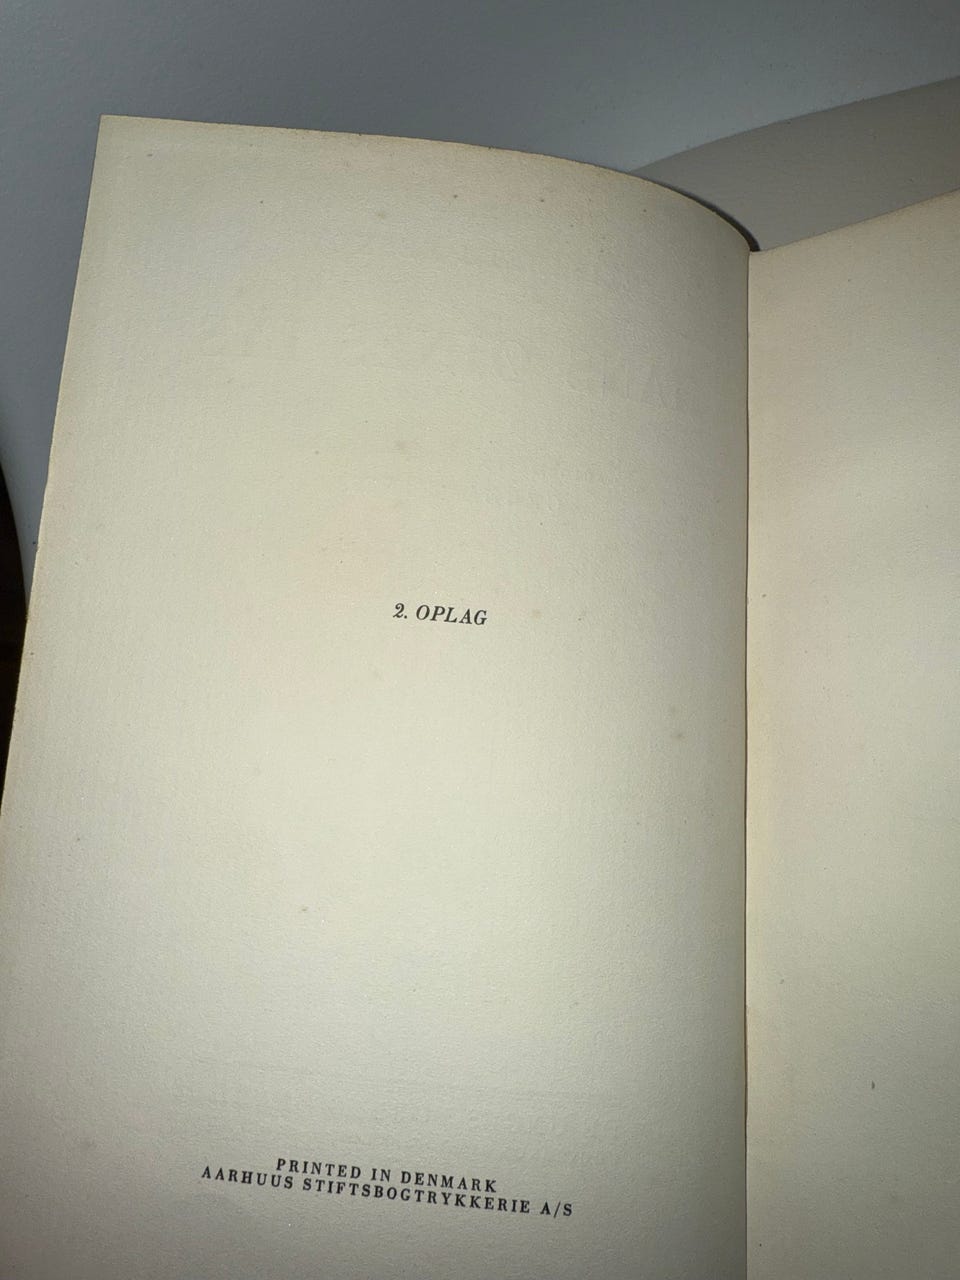 2. OPLAG
PRINTED IN DENMARK
AARHUUS STIFTSBOGTRYKKERIE A/S